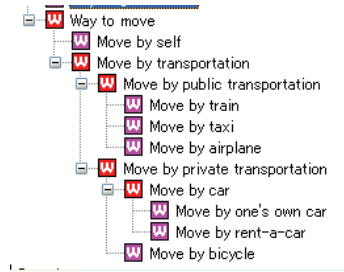 Way to move
Move by self
Move by transportation
Move by public transportation
Move by train
Move by taxi
Move by airplane
Move by private transportation
Move by car
Move by one's own car
Move by rent-a-car
Move by bicycle